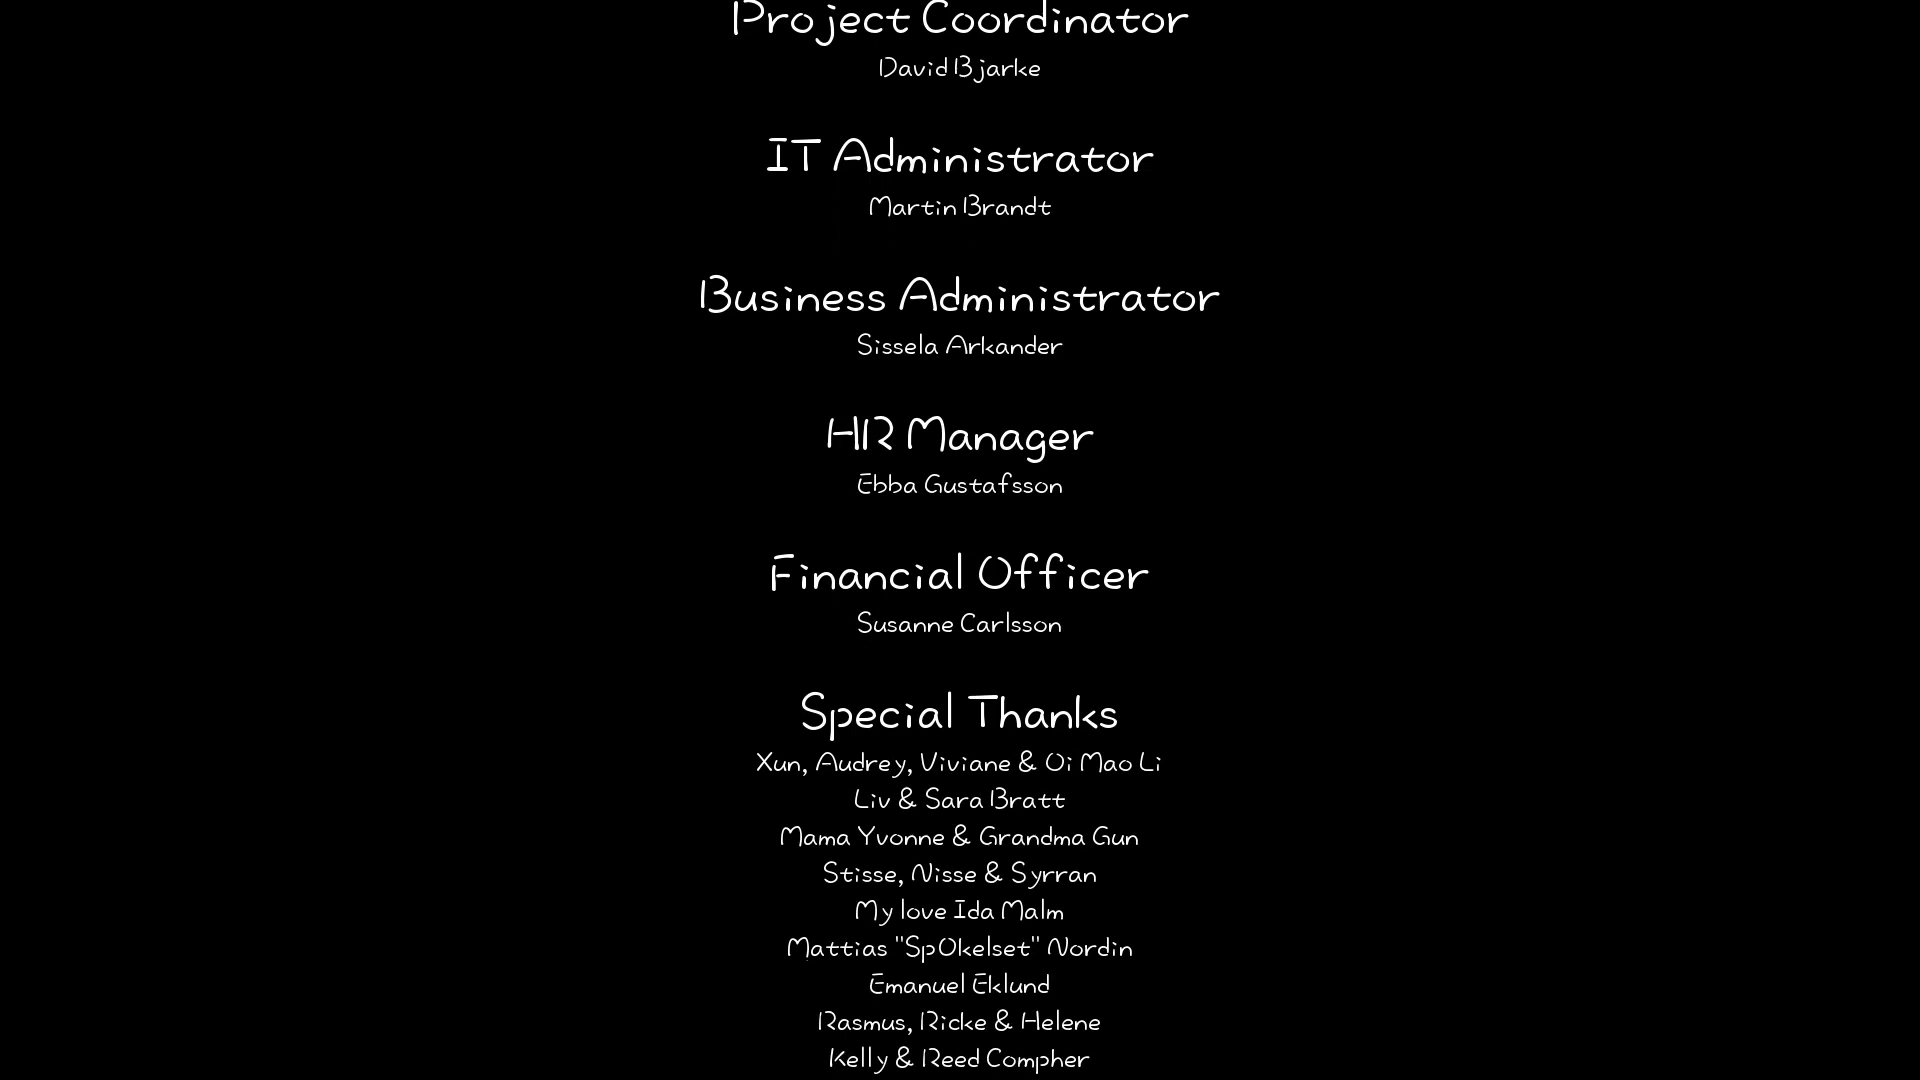 Project Coordinator
David Bjarke
IT Administrator
Martin Brandt
Business Administrator
Sissela Arkander
HR Manager
Ebba Gustafsson
Financial Officer
Susanne Carlsson
Special Thanks
Xun, Audrey, Viviane & Oi Mao Li
Liv & Sara Bratt
Mama Yvonne & Grandma Gun
Stisse, Nisse & Syrran
My love Ida Malm
Mattias "SpOkelset" Nordin
Emanuel Eklund
Rasmus, Ricke & Helene
Kelly & Reed Compher